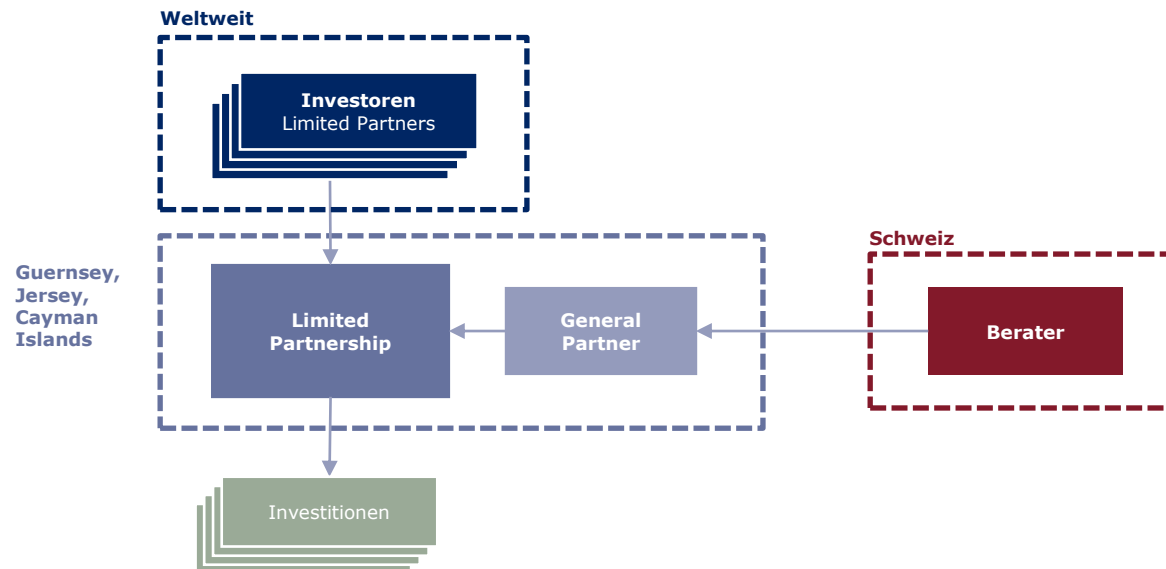 Weltweit
Investoren
Limited Partners
Schweiz
Guernsey,
Jersey,
Cayman
Islands
Limited
Partnership
General
Partner
Berater
Investitionen